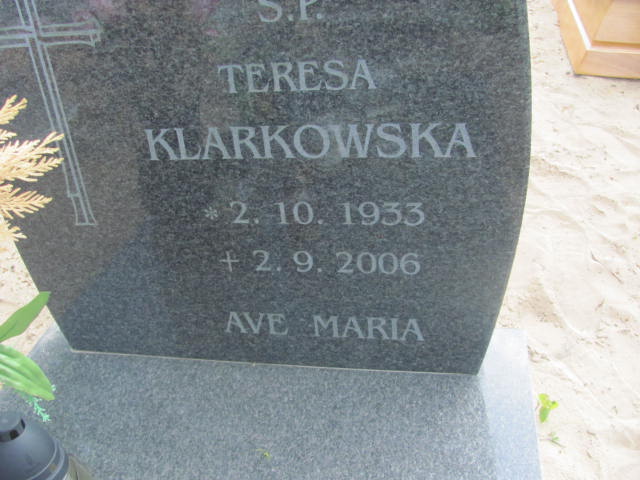 Ś.P.
TERESA
KLARKOWSKA
* 2. 10. 1933
+ 2. 9. 2006
AVE MARIA